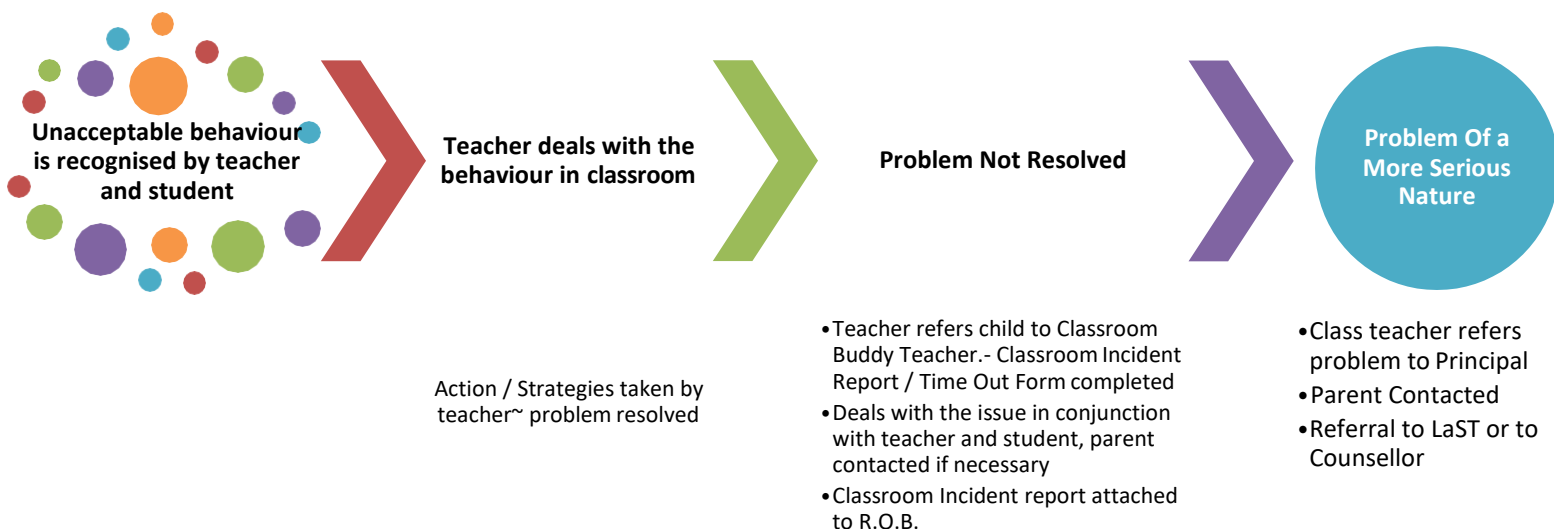 Unacceptable behaviour
is recognised by teacher
and student
Teacher deals with the
behaviour in classroom
Action / Strategies taken by
teacher~ problem resolved
Problem Not Resolved
•Teacher refers child to Classroom
Buddy Teacher.- Classroom Incident
Report / Time Out Form completed
•Deals with the issue in conjunction
with teacher and student, parent
contacted if necessary
•Classroom Incident report attached
to R.O.B.
Problem Of a
More Serious
Nature
•Class teacher refers
problem to Principal
•Parent Contacted
•Referral to LaST or to
Counsellor